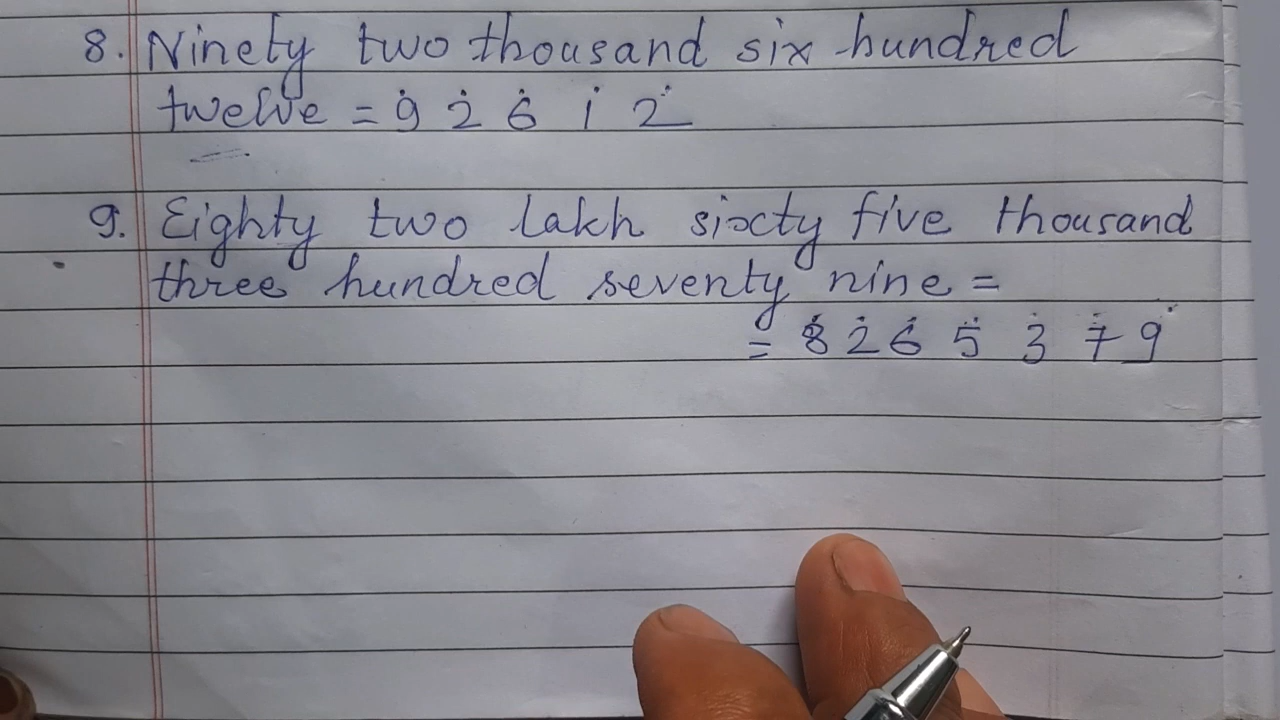 8. Ninety two thousand six hundred
twelve = 9 2 6 1 2
9. Eighty two lakh sixty five thousand
three hundred seventy nine =
= 8 2 6 5 3 7 9